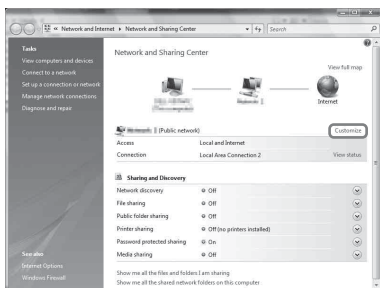 « Network and Internet ▸ Network and Sharing Center
Search
Tasks
View computers and devices
Connect to a network
Set up a connection or network
Manage network connections
Diagnose and repair
See also
Internet Options
Windows Firewall
Network and Sharing Center
View full map
Internet
(Public network)
Customize
Access Local and Internet
Connection Local Area Connection 2 View status
Sharing and Discovery
Network discovery Off
File sharing Off
Public folder sharing Off
Printer sharing Off (no printers installed)
Password protected sharing On
Media sharing Off
Show me all the files and folders I am sharing
Show me all the shared network folders on this computer